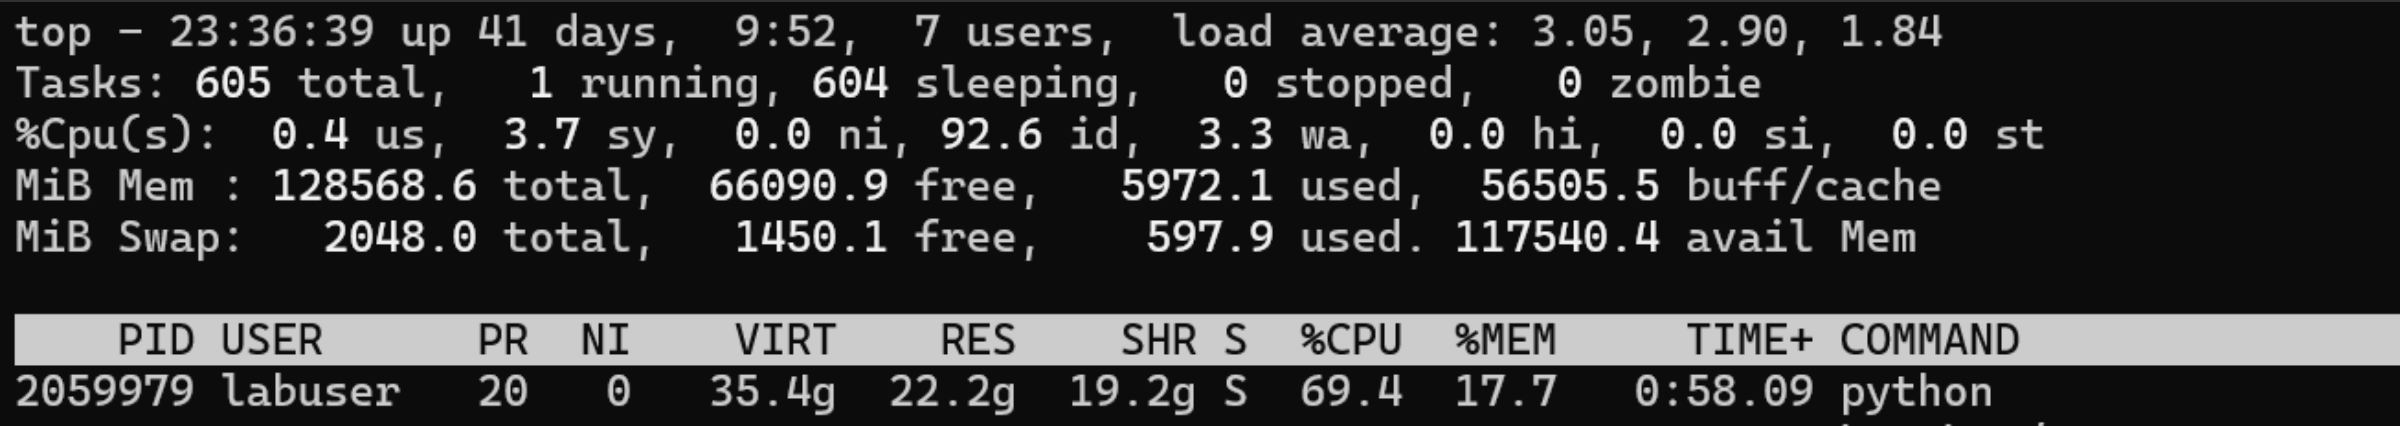 top - 23:36:39 up 41 days,  9:52,  7 users,  load average: 3.05, 2.90, 1.84
Tasks: 605 total,   1 running, 604 sleeping,   0 stopped,   0 zombie
%Cpu(s):  0.4 us,  3.7 sy,  0.0 ni, 92.6 id,  3.3 wa,  0.0 hi,  0.0 si,  0.0 st
MiB Mem : 128568.6 total,  66090.9 free,   5972.1 used,  56505.5 buff/cache
MiB Swap:   2048.0 total,   1450.1 free,    597.9 used. 117540.4 avail Mem
PID USER      PR  NI    VIRT    RES    SHR S  %CPU  %MEM     TIME+ COMMAND
2059979 labuser   20   0   35.4g  22.2g  19.2g S  69.4  17.7   0:58.09 python